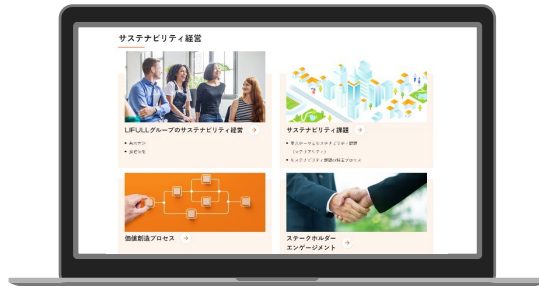 サステナビリティ経営
LIFULLグループのサステナビリティ経営
サステナビリティ課題
価値創造プロセス
ステークホルダー
エンゲージメント